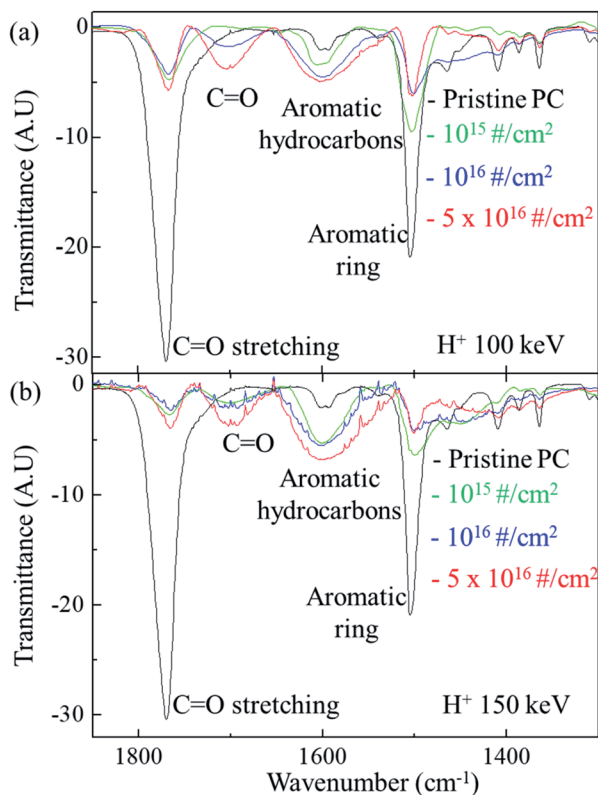 (a)
0
-10
-20
-30
Transmittance (A.U)
C=O
Aromatic
hydrocarbons
Aromatic
ring
C=O stretching
- Pristine PC
- 10¹⁵ #/cm²
- 10¹⁶ #/cm²
- 5 x 10¹⁶ #/cm²
H⁺ 100 keV
(b)
0
-10
-20
-30
Transmittance (A.U)
C=O
Aromatic
hydrocarbons
Aromatic
ring
C=O stretching
- Pristine PC
- 10¹⁵ #/cm²
- 10¹⁶ #/cm²
- 5 x 10¹⁶ #/cm²
H⁺ 150 keV
1800
1600
1400
Wavenumber (cm⁻¹)